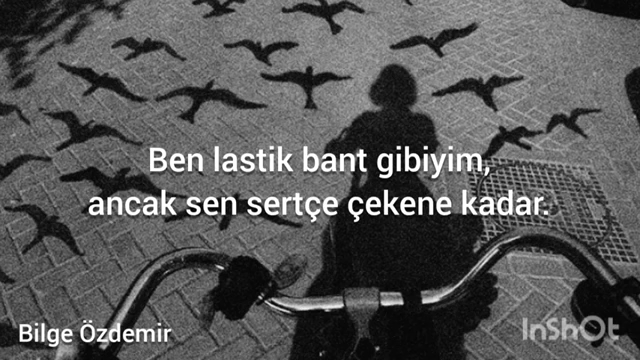 Ben lastik bant gibiyim,
ancak sen sertçe çekene kadar.
Bilge Özdemir
InShOt